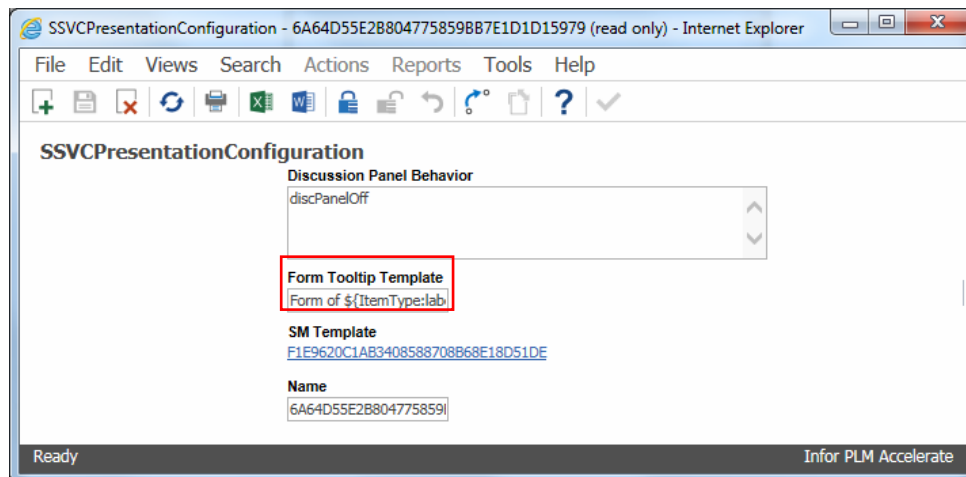 SSVCPresentationConfiguration - 6A64D55E2B804775859BB7E1D1D15979 (read only) - Internet Explorer
File Edit Views Search Actions Reports Tools Help
SSVCPresentationConfiguration
Discussion Panel Behavior
discPanelOff
Form Tooltip Template
Form of ${ItemType:lab
SM Template
F1E9620C1AB3408588708B68E18D51DE
Name
6A64D55E2B804775859
Ready Infor PLM Accelerate